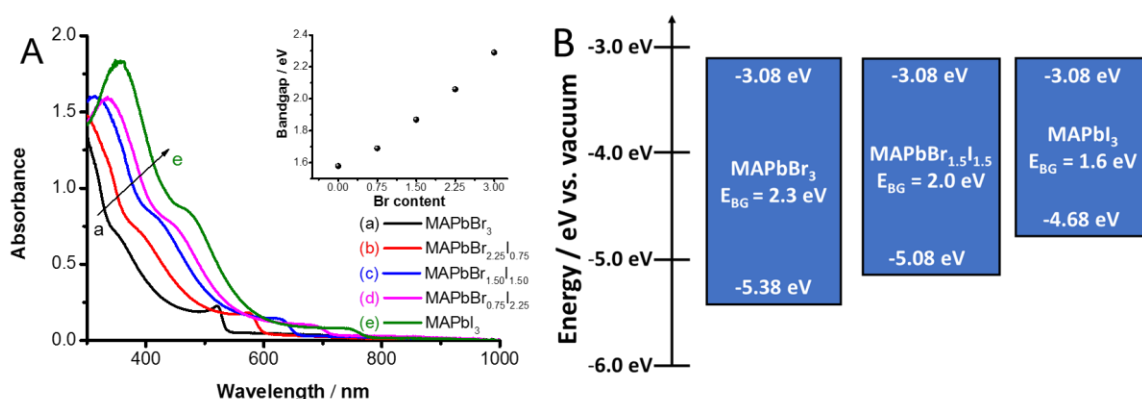 A
Absorbance
2.0
1.5
1.0
0.5
0.0
400
600
800
1000
Wavelength / nm
a
e
Bandgap / eV
2.4
2.2
2.0
1.8
1.6
0.00
0.75
1.50
2.25
3.00
Br content
(a) MAPbBr₃
(b) MAPbBr₂.₂₅I₀.₇₅
(c) MAPbBr₁.₅₀I₁.₅₀
(d) MAPbBr₀.₇₅I₂.₂₅
(e) MAPbI₃
B
Energy / eV vs. vacuum
-3.0 eV
-4.0 eV
-5.0 eV
-6.0 eV
-3.08 eV
MAPbBr₃
E_BG = 2.3 eV
-5.38 eV
-3.08 eV
MAPbBr₁.₅I₁.₅
E_BG = 2.0 eV
-5.08 eV
-3.08 eV
MAPbI₃
E_BG = 1.6 eV
-4.68 eV